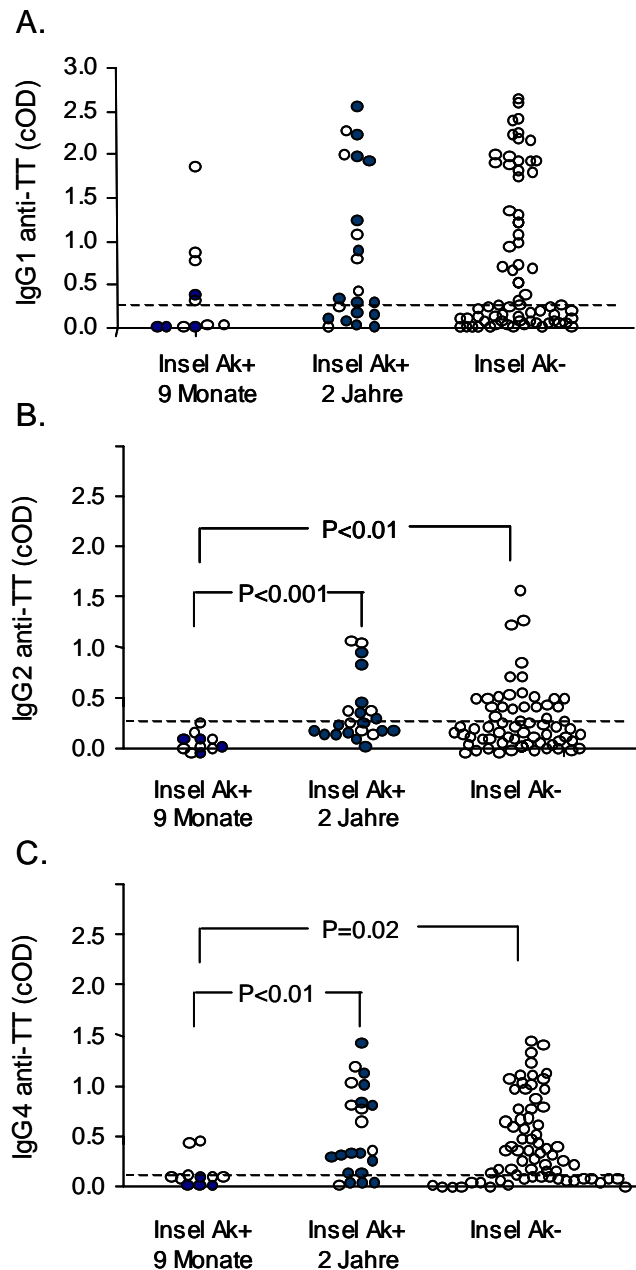 A.
IgG1 anti-TT (cOD)
3.0
2.5
2.0
1.5
1.0
0.5
0.0
Insel Ak+
9 Monate
Insel Ak+
2 Jahre
Insel Ak-
B.
IgG2 anti-TT (cOD)
2.5
2.0
1.5
1.0
0.5
0.0
P<0.01
P<0.001
Insel Ak+
9 Monate
Insel Ak+
2 Jahre
Insel Ak-
C.
IgG4 anti-TT (cOD)
2.5
2.0
1.5
1.0
0.5
0.0
P=0.02
P<0.01
Insel Ak+
9 Monate
Insel Ak+
2 Jahre
Insel Ak-